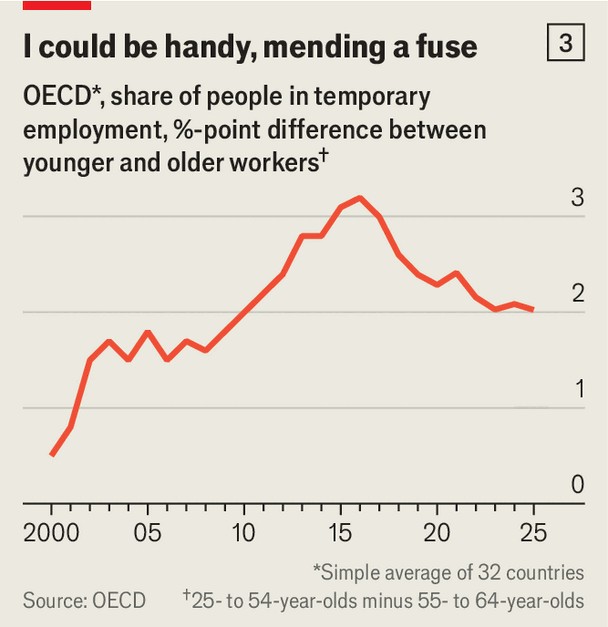 I could be handy, mending a fuse
3
OECD*, share of people in temporary
employment, %-point difference between
younger and older workers†
3
2
1
0
2000 05 10 15 20 25
*Simple average of 32 countries
Source: OECD †25- to 54-year-olds minus 55- to 64-year-olds